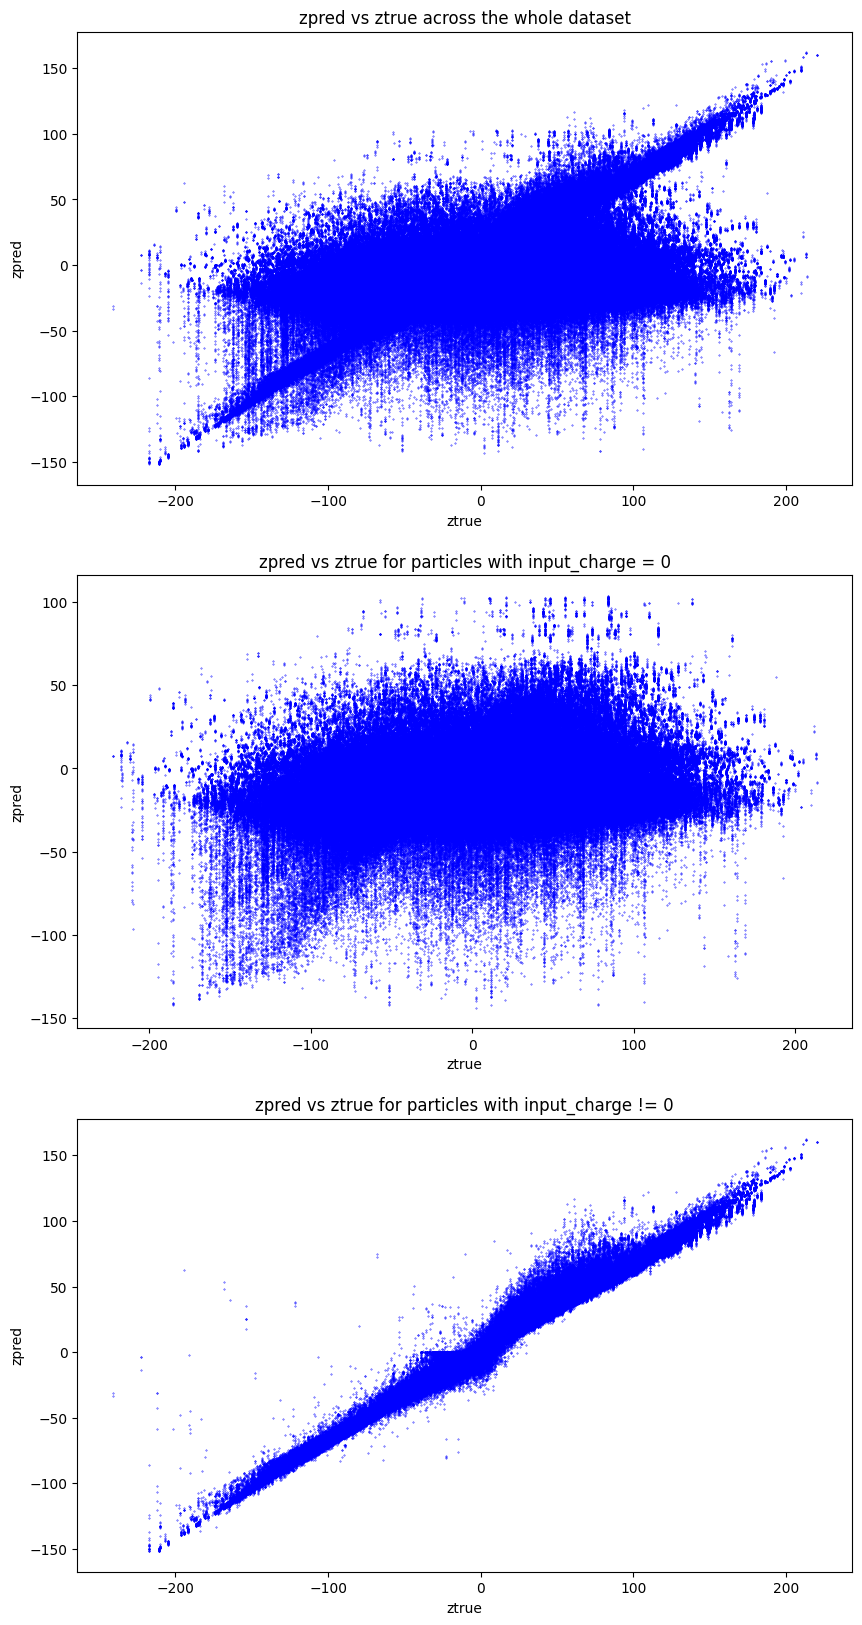 zpred vs ztrue across the whole dataset
150
100
50
0
−50
−100
−150
zpred
−200 −100 0 100 200
ztrue
zpred vs ztrue for particles with input_charge = 0
100
50
0
−50
−100
−150
zpred
−200 −100 0 100 200
ztrue
zpred vs ztrue for particles with input_charge != 0
150
100
50
0
−50
−100
−150
zpred
−200 −100 0 100 200
ztrue